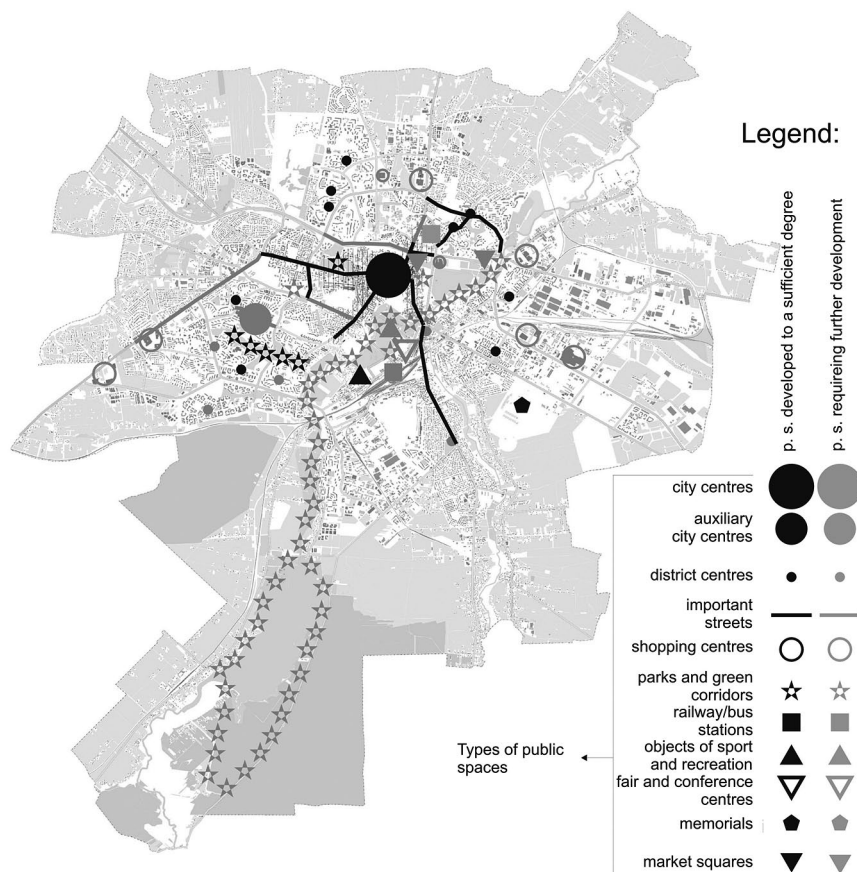 Legend:
p. s. developed to a sufficient degree
p. s. requireing further development
city centres
auxiliary
city centres
district centres
important
streets
shopping centres
parks and green
corridors
railway/bus
stations
objects of sport
and recreation
fair and conference
centres
memorials
market squares
Types of public
spaces